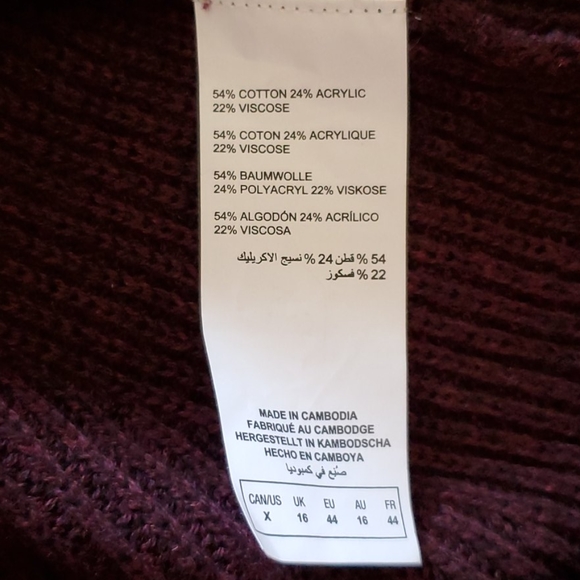 54% COTTON 24% ACRYLIC
22% VISCOSE
54% COTON 24% ACRYLIQUE
22% VISCOSE
54% BAUMWOLLE
24% POLYACRYL 22% VISKOSE
54% ALGODÓN 24% ACRÍLICO
22% VISCOSA
54 % قطن 24 % نسيج الاكريليك
22 % فسكوز
MADE IN CAMBODIA
FABRIQUÉ AU CAMBODGE
HERGESTELLT IN KAMBODSCHA
HECHO EN CAMBOYA
صُنِع في كمبوديا
CAN/US UK EU AU FR
X 16 44 16 44